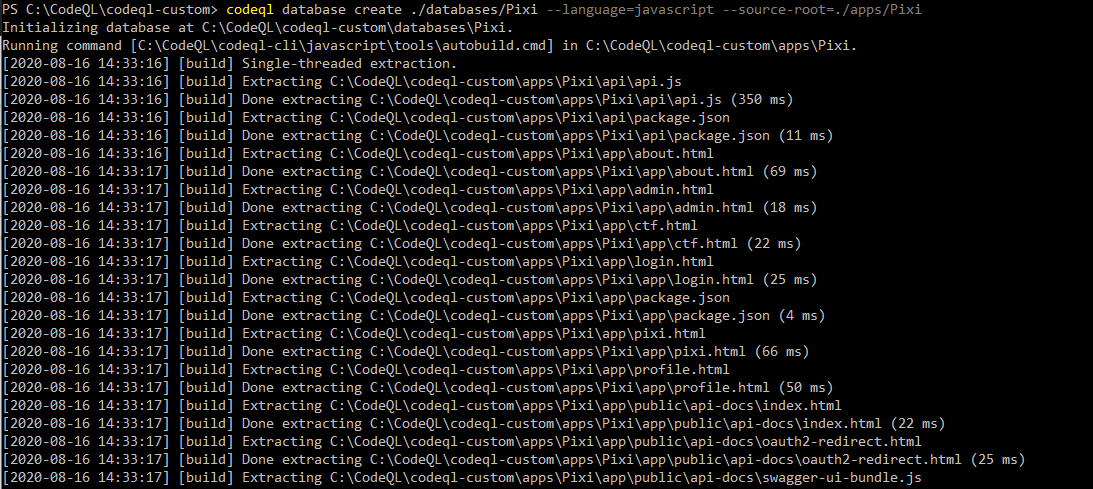 PS C:\CodeQL\codeql-custom> codeql database create ./databases/Pixi --language=javascript --source-root=./apps/Pixi
Initializing database at C:\CodeQL\codeql-custom\databases\Pixi.
Running command [C:\CodeQL\codeql-cli\javascript\tools\autobuild.cmd] in C:\CodeQL\codeql-custom\apps\Pixi.
[2020-08-16 14:33:16] [build] Single-threaded extraction.
[2020-08-16 14:33:16] [build] Extracting C:\CodeQL\codeql-custom\apps\Pixi\api\api.js
[2020-08-16 14:33:16] [build] Done extracting C:\CodeQL\codeql-custom\apps\Pixi\api\api.js (350 ms)
[2020-08-16 14:33:16] [build] Extracting C:\CodeQL\codeql-custom\apps\Pixi\api\package.json
[2020-08-16 14:33:16] [build] Done extracting C:\CodeQL\codeql-custom\apps\Pixi\api\package.json (11 ms)
[2020-08-16 14:33:16] [build] Extracting C:\CodeQL\codeql-custom\apps\Pixi\app\about.html
[2020-08-16 14:33:17] [build] Done extracting C:\CodeQL\codeql-custom\apps\Pixi\app\about.html (69 ms)
[2020-08-16 14:33:17] [build] Extracting C:\CodeQL\codeql-custom\apps\Pixi\app\admin.html
[2020-08-16 14:33:17] [build] Done extracting C:\CodeQL\codeql-custom\apps\Pixi\app\admin.html (18 ms)
[2020-08-16 14:33:17] [build] Extracting C:\CodeQL\codeql-custom\apps\Pixi\app\ctf.html
[2020-08-16 14:33:17] [build] Done extracting C:\CodeQL\codeql-custom\apps\Pixi\app\ctf.html (22 ms)
[2020-08-16 14:33:17] [build] Extracting C:\CodeQL\codeql-custom\apps\Pixi\app\login.html
[2020-08-16 14:33:17] [build] Done extracting C:\CodeQL\codeql-custom\apps\Pixi\app\login.html (25 ms)
[2020-08-16 14:33:17] [build] Extracting C:\CodeQL\codeql-custom\apps\Pixi\app\package.json
[2020-08-16 14:33:17] [build] Done extracting C:\CodeQL\codeql-custom\apps\Pixi\app\package.json (4 ms)
[2020-08-16 14:33:17] [build] Extracting C:\CodeQL\codeql-custom\apps\Pixi\app\pixi.html
[2020-08-16 14:33:17] [build] Done extracting C:\CodeQL\codeql-custom\apps\Pixi\app\pixi.html (66 ms)
[2020-08-16 14:33:17] [build] Extracting C:\CodeQL\codeql-custom\apps\Pixi\app\profile.html
[2020-08-16 14:33:17] [build] Done extracting C:\CodeQL\codeql-custom\apps\Pixi\app\profile.html (50 ms)
[2020-08-16 14:33:17] [build] Extracting C:\CodeQL\codeql-custom\apps\Pixi\app\public\api-docs\index.html
[2020-08-16 14:33:17] [build] Done extracting C:\CodeQL\codeql-custom\apps\Pixi\app\public\api-docs\index.html (22 ms)
[2020-08-16 14:33:17] [build] Extracting C:\CodeQL\codeql-custom\apps\Pixi\app\public\api-docs\oauth2-redirect.html
[2020-08-16 14:33:17] [build] Done extracting C:\CodeQL\codeql-custom\apps\Pixi\app\public\api-docs\oauth2-redirect.html (25 ms)
[2020-08-16 14:33:17] [build] Extracting C:\CodeQL\codeql-custom\apps\Pixi\app\public\api-docs\swagger-ui-bundle.js